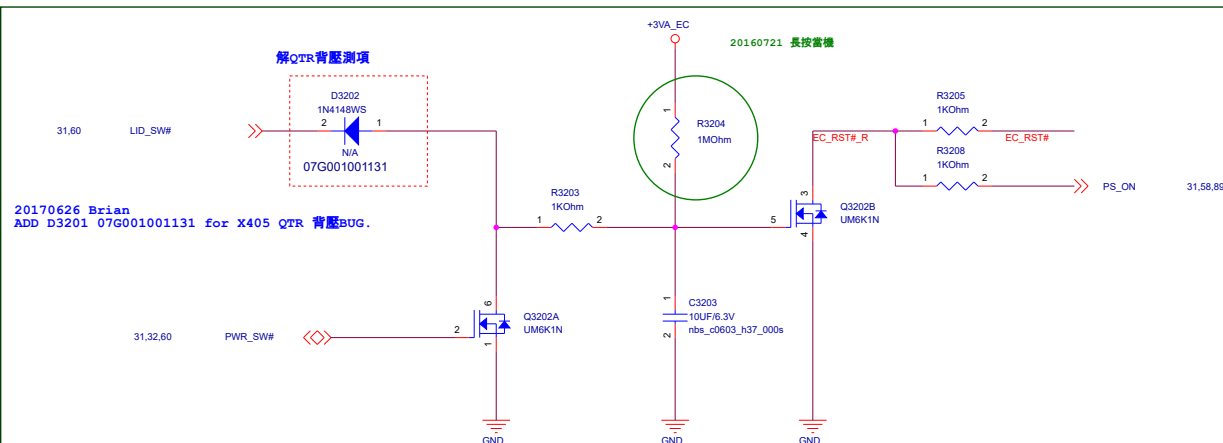 +3VA_EC
20160721 長按當機
解QTR背壓測項
D3202
1N4148WS
2
1
N/A
07G001001131
31,60
LID_SW#
1
R3204
1MOhm
2
R3205
1KOhm
1
2
EC_RST#_R
EC_RST#
R3208
1KOhm
1
2
PS_ON
31,58,89
20170626 Brian
ADD D3201 07G001001131 for X405 QTR 背壓BUG.
R3203
1KOhm
1
2
5
3
Q3202B
UM6K1N
4
6
Q3202A
UM6K1N
2
1
31,32,60
PWR_SW#
1
C3203
10UF/6.3V
nbs_c0603_h37_000s
2
GND
GND
GND